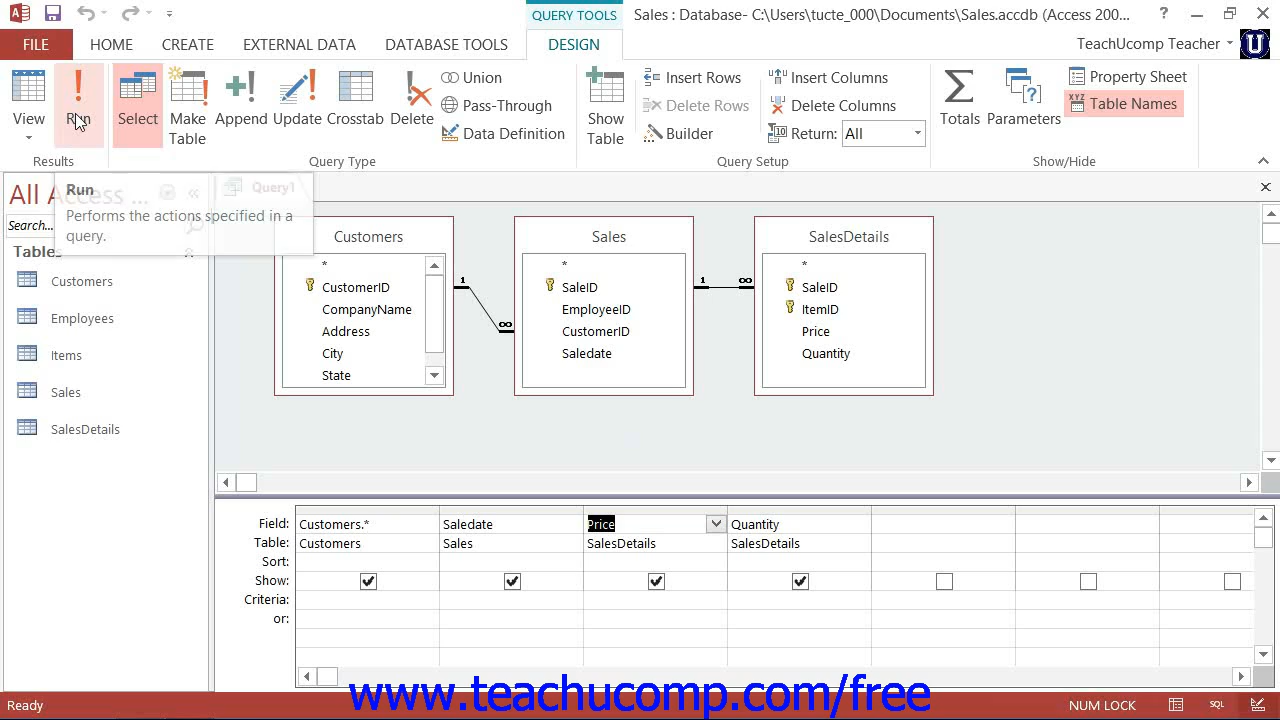 QUERY TOOLS
Sales : Database- C:\Users\tucte_000\Documents\Sales.accdb (Access 200...
?
FILE
HOME
CREATE
EXTERNAL DATA
DATABASE TOOLS
DESIGN
TeachUcomp Teacher
View
Run
Select
Make
Table
Append
Update
Crosstab
Delete
Union
Pass-Through
Data Definition
Show
Table
Insert Rows
Delete Rows
Builder
Insert Columns
Delete Columns
Return: All
Totals
Parameters
Property Sheet
XYZ Table Names
Results
Query Type
Query Setup
Show/Hide
All Access ...
Search...
Run
Performs the actions specified in a
query.
Query1
Tables
Customers
Employees
Items
Sales
SalesDetails
Customers
*
CustomerID
CompanyName
Address
City
State
1
∞
Sales
*
SaleID
EmployeeID
CustomerID
Saledate
1
∞
SalesDetails
*
SaleID
ItemID
Price
Quantity
Field: Customers.* Saledate Price Quantity
Table: Customers Sales SalesDetails SalesDetails
Sort:
Show:
Criteria:
or:
www.teachucomp.com/free
Ready
NUM LOCK
SQL